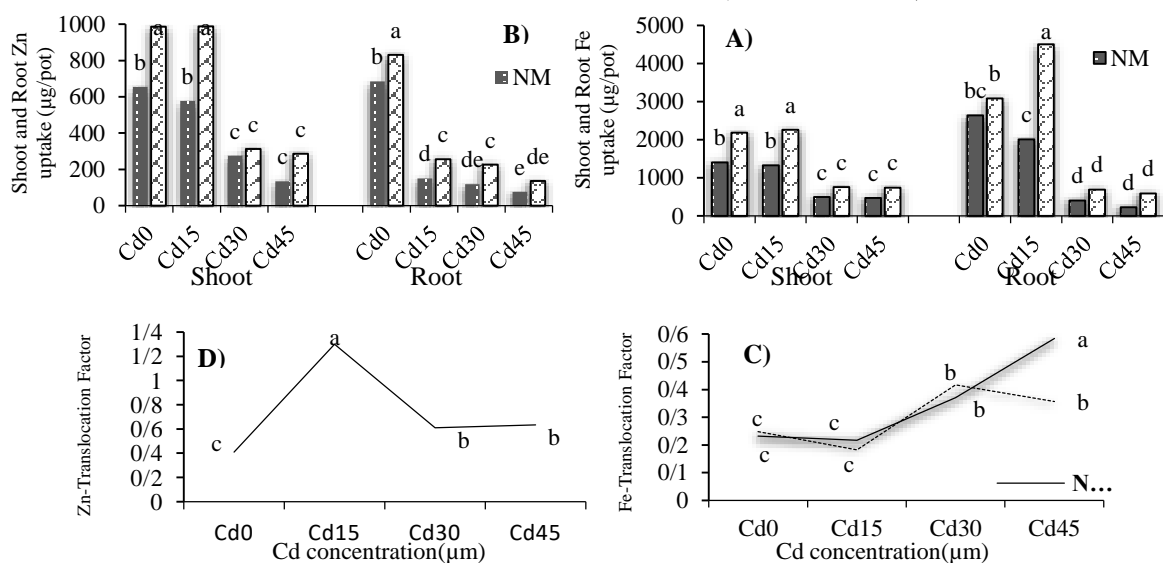 B)
Shoot and Root Zn
uptake (µg/pot)
1000
800
600
400
200
0
b
a
b
a
c
c
c
c
b
a
d
c
de
c
e
de
NM
Cd0
Cd15
Cd30
Cd45
Cd0
Cd15
Cd30
Cd45
Shoot
Root
A)
Shoot and Root Fe
uptake (µg/pot)
5000
4000
3000
2000
1000
0
b
a
b
a
c
c
c
c
bc
b
c
a
d
d
d
d
NM
Cd0
Cd15
Cd30
Cd45
Cd0
Cd15
Cd30
Cd45
Shoot
Root
D)
Zn-Translocation Factor
1/4
1/2
1
0/8
0/6
0/4
0/2
0
c
a
b
b
Cd0
Cd15
Cd30
Cd45
Cd concentration(µm)
C)
Fe-Translocation Factor
0/6
0/5
0/4
0/3
0/2
0/1
0
c
c
c
c
b
b
a
b
N…
Cd0
Cd15
Cd30
Cd45
Cd concentration(µm)